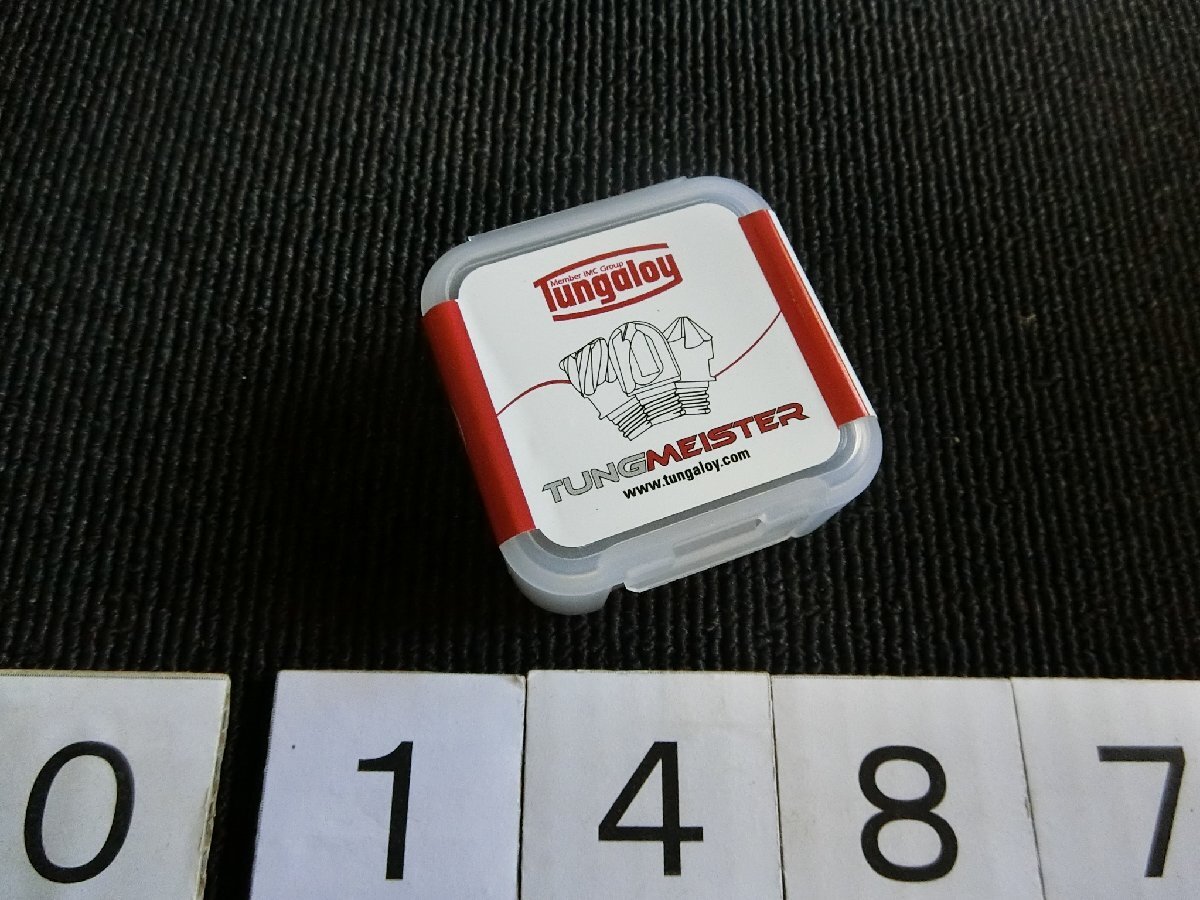 Member IMC Group
Tungaloy
TUNGMEISTER
www.tungaloy.com
0 1 4 8 7